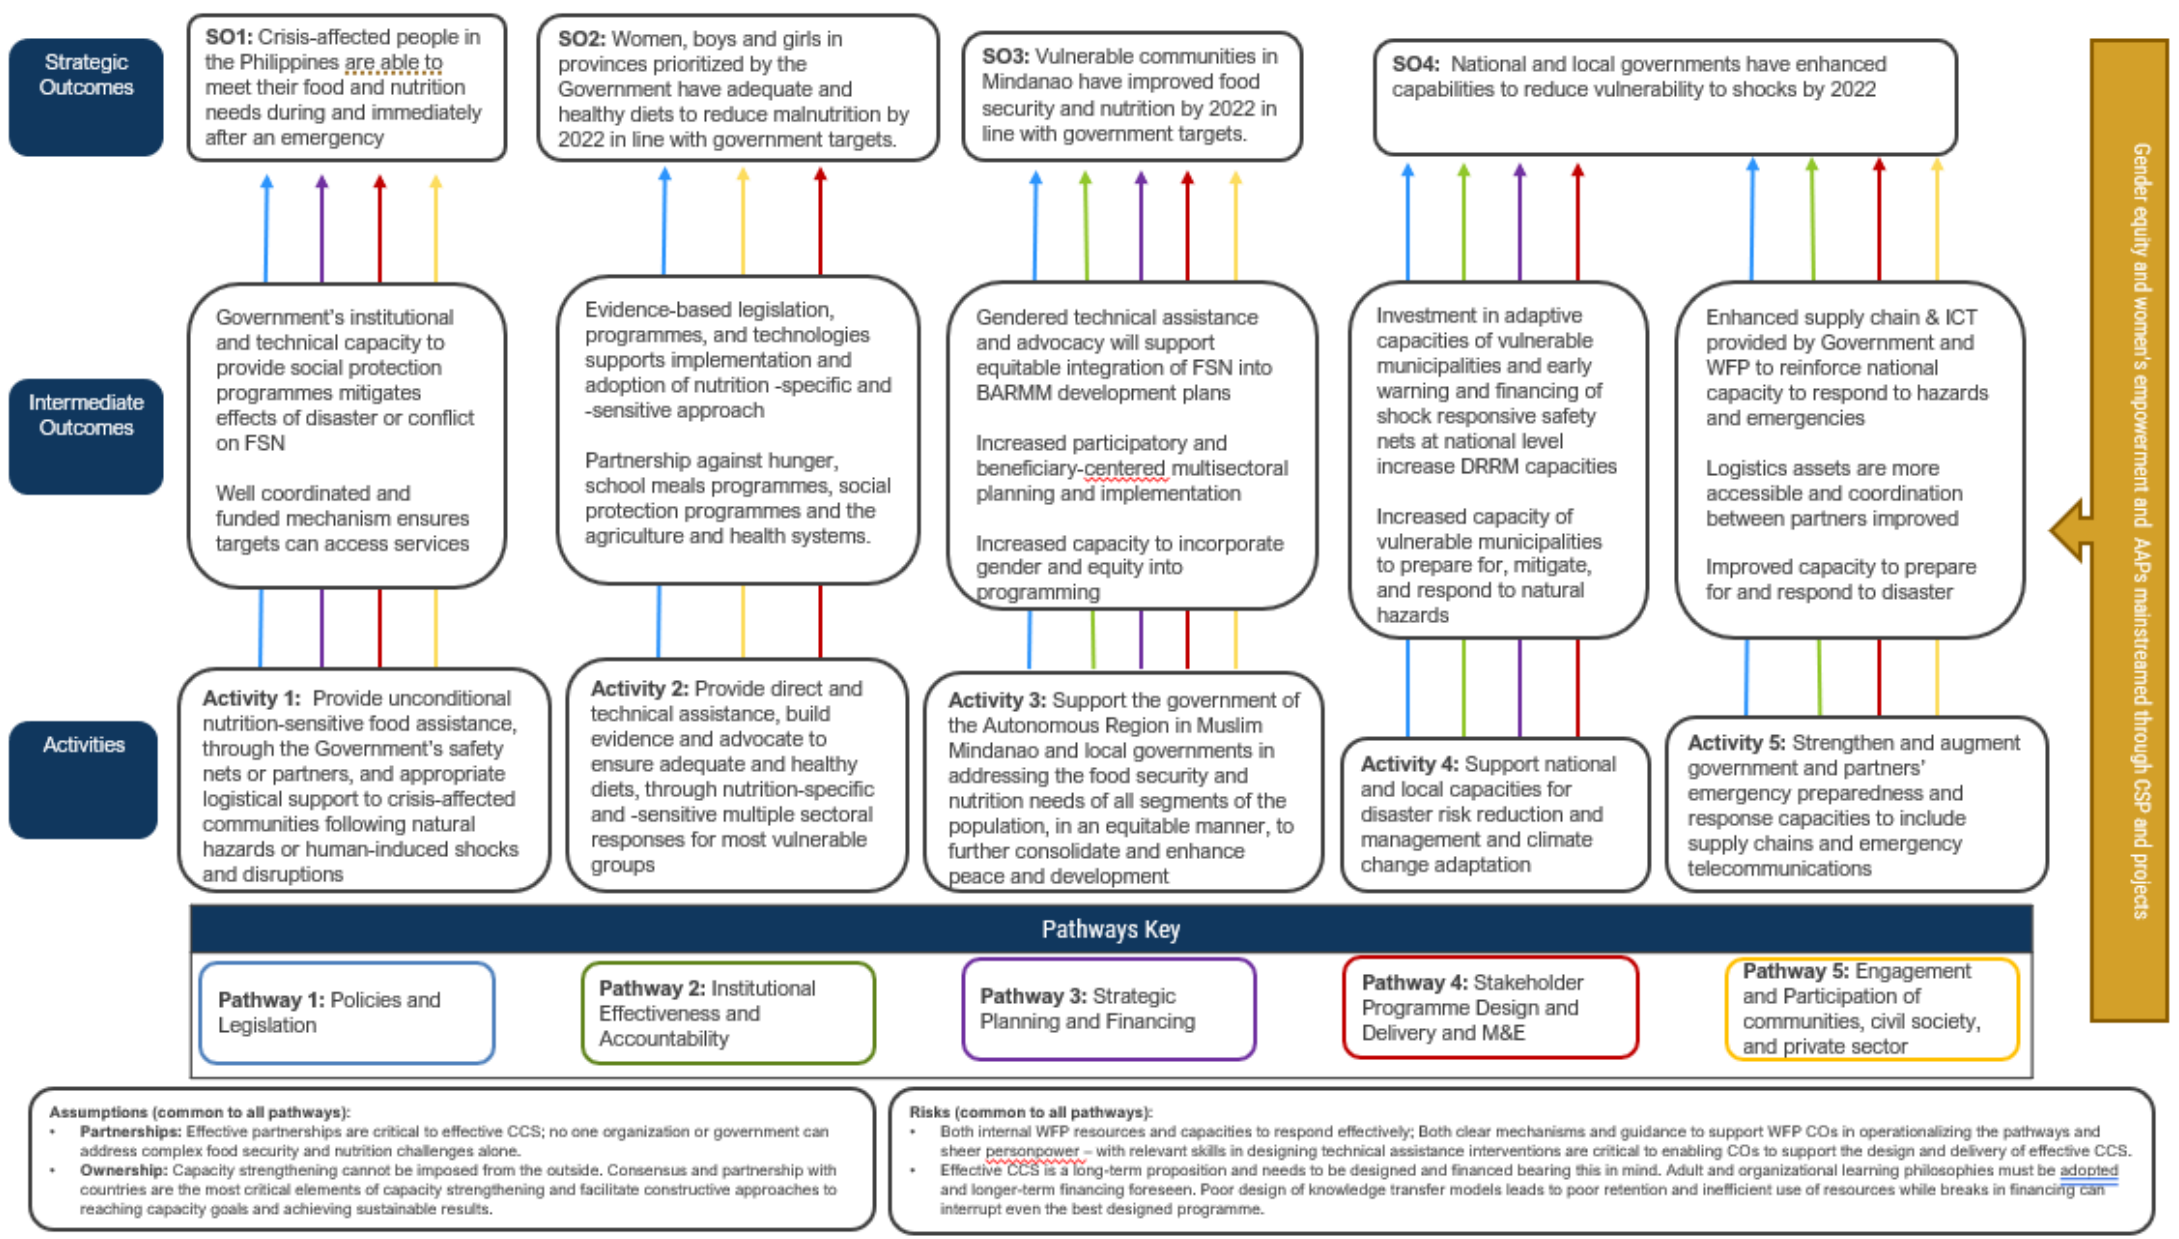 Strategic
Outcomes
SO1: Crisis-affected people in
the Philippines are able to
meet their food and nutrition
needs during and immediately
after an emergency
SO2: Women, boys and girls in
provinces prioritized by the
Government have adequate and
healthy diets to reduce malnutrition by
2022 in line with government targets.
SO3: Vulnerable communities in
Mindanao have improved food
security and nutrition by 2022 in
line with government targets.
SO4: National and local governments have enhanced
capabilities to reduce vulnerability to shocks by 2022
Intermediate
Outcomes
Government's institutional
and technical capacity to
provide social protection
programmes mitigates
effects of disaster or conflict
on FSN
Well coordinated and
funded mechanism ensures
targets can access services
Evidence-based legislation,
programmes, and technologies
supports implementation and
adoption of nutrition -specific and
-sensitive approach
Partnership against hunger,
school meals programmes, social
protection programmes and the
agriculture and health systems.
Gendered technical assistance
and advocacy will support
equitable integration of FSN into
BARMM development plans
Increased participatory and
beneficiary-centered multisectoral
planning and implementation
Increased capacity to incorporate
gender and equity into
programming
Investment in adaptive
capacities of vulnerable
municipalities and early
warning and financing of
shock responsive safety
nets at national level
increase DRRM capacities
Increased capacity of
vulnerable municipalities
to prepare for, mitigate,
and respond to natural
hazards
Enhanced supply chain & ICT
provided by Government and
WFP to reinforce national
capacity to respond to hazards
and emergencies
Logistics assets are more
accessible and coordination
between partners improved
Improved capacity to prepare
for and respond to disaster
Activities
Activity 1: Provide unconditional
nutrition-sensitive food assistance,
through the Government's safety
nets or partners, and appropriate
logistical support to crisis-affected
communities following natural
hazards or human-induced shocks
and disruptions
Activity 2: Provide direct and
technical assistance, build
evidence and advocate to
ensure adequate and healthy
diets, through nutrition-specific
and -sensitive multiple sectoral
responses for most vulnerable
groups
Activity 3: Support the government of
the Autonomous Region in Muslim
Mindanao and local governments in
addressing the food security and
nutrition needs of all segments of the
population, in an equitable manner, to
further consolidate and enhance
peace and development
Activity 4: Support national
and local capacities for
disaster risk reduction and
management and climate
change adaptation
Activity 5: Strengthen and augment
government and partners'
emergency preparedness and
response capacities to include
supply chains and emergency
telecommunications
Gender equity and women's empowerment and AAPs mainstreamed through CSP and projects
Pathways Key
Pathway 1: Policies and
Legislation
Pathway 2: Institutional
Effectiveness and
Accountability
Pathway 3: Strategic
Planning and Financing
Pathway 4: Stakeholder
Programme Design and
Delivery and M&E
Pathway 5: Engagement
and Participation of
communities, civil society,
and private sector
Assumptions (common to all pathways):
• Partnerships: Effective partnerships are critical to effective CCS; no one organization or government can
address complex food security and nutrition challenges alone.
• Ownership: Capacity strengthening cannot be imposed from the outside. Consensus and partnership with
countries are the most critical elements of capacity strengthening and facilitate constructive approaches to
reaching capacity goals and achieving sustainable results.
Risks (common to all pathways):
• Both internal WFP resources and capacities to respond effectively; Both clear mechanisms and guidance to support WFP COs in operationalizing the pathways and
sheer personpower – with relevant skills in designing technical assistance interventions are critical to enabling COs to support the design and delivery of effective CCS.
• Effective CCS is a long-term proposition and needs to be designed and financed bearing this in mind. Adult and organizational learning philosophies must be adopted
and longer-term financing foreseen. Poor design of knowledge transfer models leads to poor retention and inefficient use of resources while breaks in financing can
interrupt even the best designed programme.